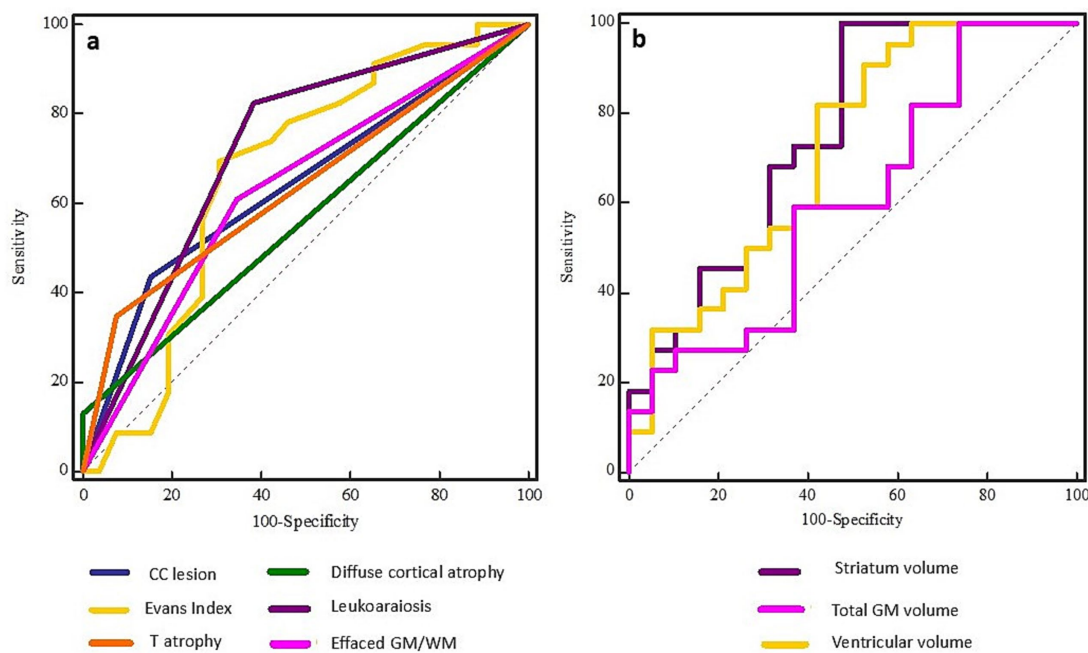 a
100
80
60
40
20
0
Sensitivity
0 20 40 60 80 100
100-Specificity
b
100
80
60
40
20
0
Sensitivity
0 20 40 60 80 100
100-Specificity
CC lesion
Evans Index
T atrophy
Diffuse cortical atrophy
Leukoaraiosis
Effaced GM/WM
Striatum volume
Total GM volume
Ventricular volume